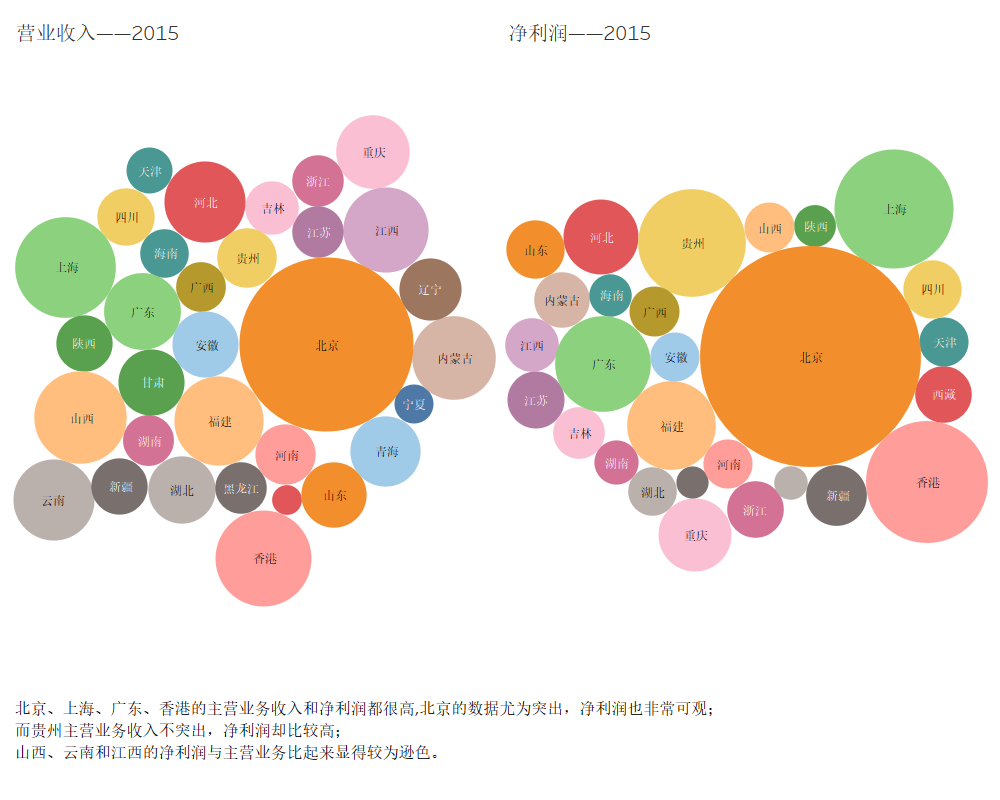 营业收入——2015
净利润——2015
重庆
天津
浙江
河北
吉林
四川
江苏
江西
上海
海南
贵州
广西
辽宁
广东
陕西
安徽
北京
内蒙古
甘肃
宁夏
山西
福建
湖南
河南
青海
云南
新疆
湖北
黑龙江
山东
香港
上海
山西
陕西
河北
贵州
山东
四川
内蒙古
海南
广西
天津
江西
广东
安徽
北京
西藏
江苏
福建
吉林
湖南
河南
香港
湖北
浙江
新疆
重庆
北京、上海、广东、香港的主营业务收入和净利润都很高,北京的数据尤为突出，净利润也非常可观；
而贵州主营业务收入不突出，净利润却比较高；
山西、云南和江西的净利润与主营业务比起来显得较为逊色。